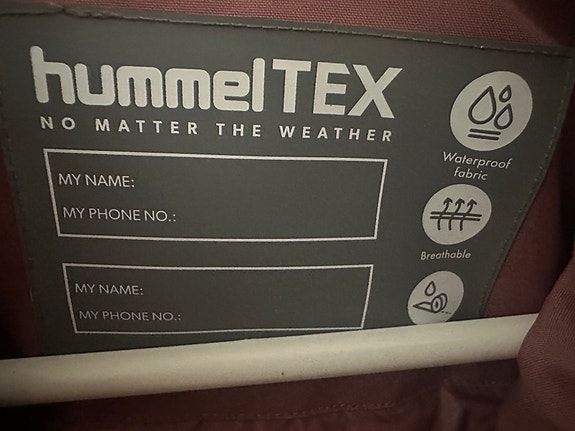 hummelTEX
NO MATTER THE WEATHER
MY NAME:
MY PHONE NO.:
MY NAME:
MY PHONE NO.:
Waterproof
fabric
Breathable